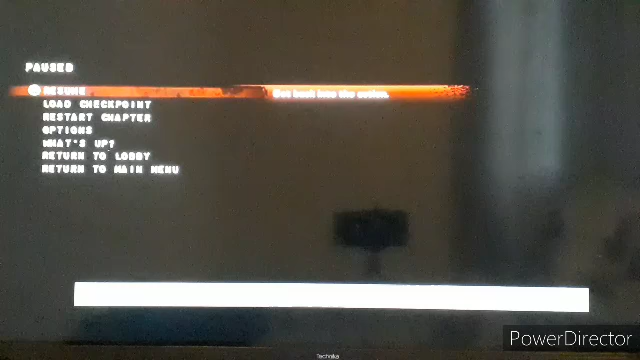 PAUSED
RESUME
Get back into the action.
LOAD CHECKPOINT
RESTART CHAPTER
OPTIONS
WHAT'S UP?
RETURN TO LOBBY
RETURN TO MAIN MENU
PowerDirector
Technika